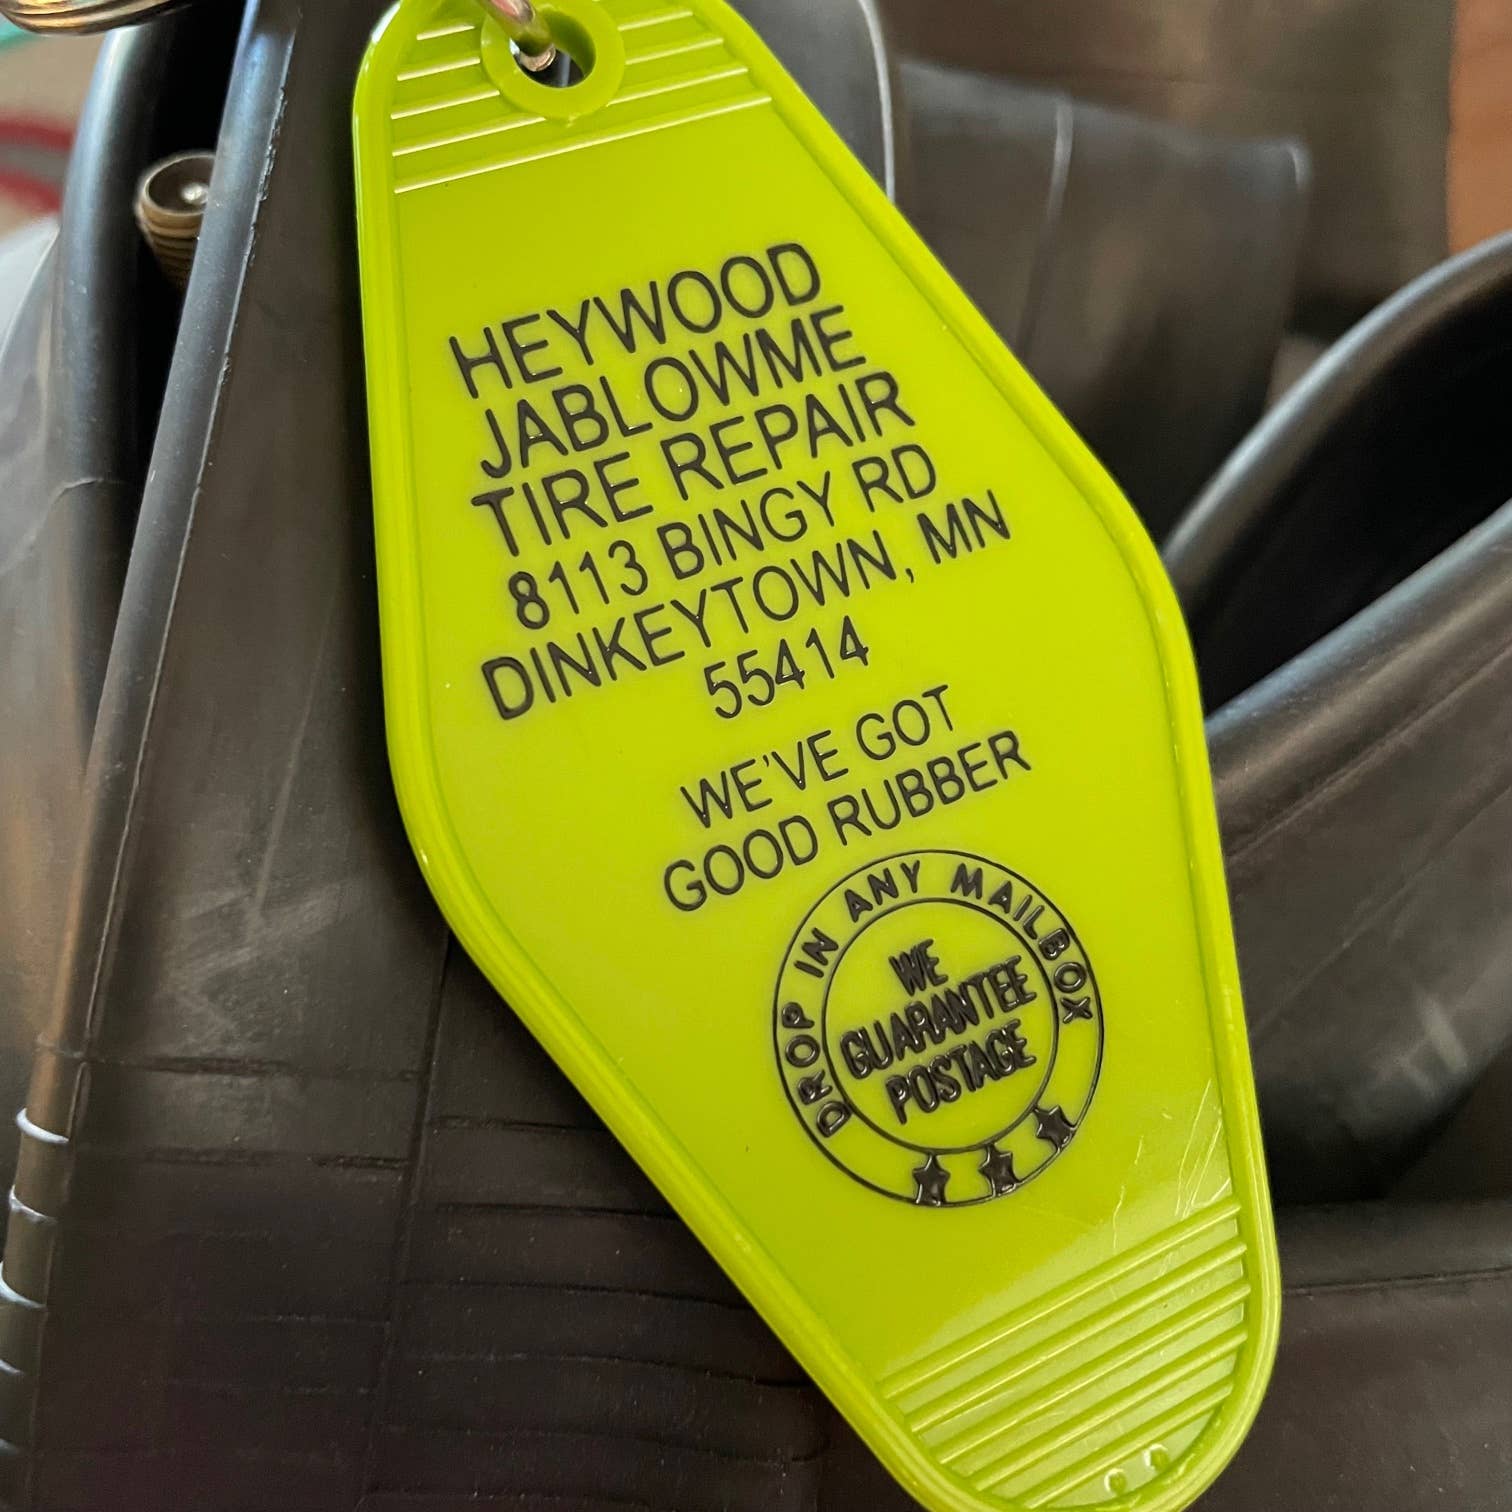 HEYWOOD
JABLOWME
TIRE REPAIR
8113 BINGY RD
DINKEYTOWN, MN
55414
WE'VE GOT
GOOD RUBBER
DROP IN ANY MAILBOX
WE
GUARANTEE
POSTAGE